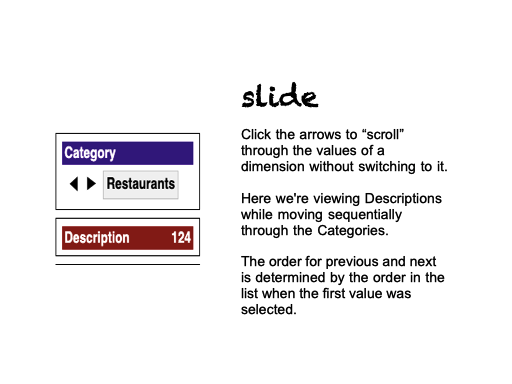 slide
Category
Restaurants
Description 124
Click the arrows to “scroll”
through the values of a
dimension without switching to it.
Here we're viewing Descriptions
while moving sequentially
through the Categories.
The order for previous and next
is determined by the order in the
list when the first value was
selected.